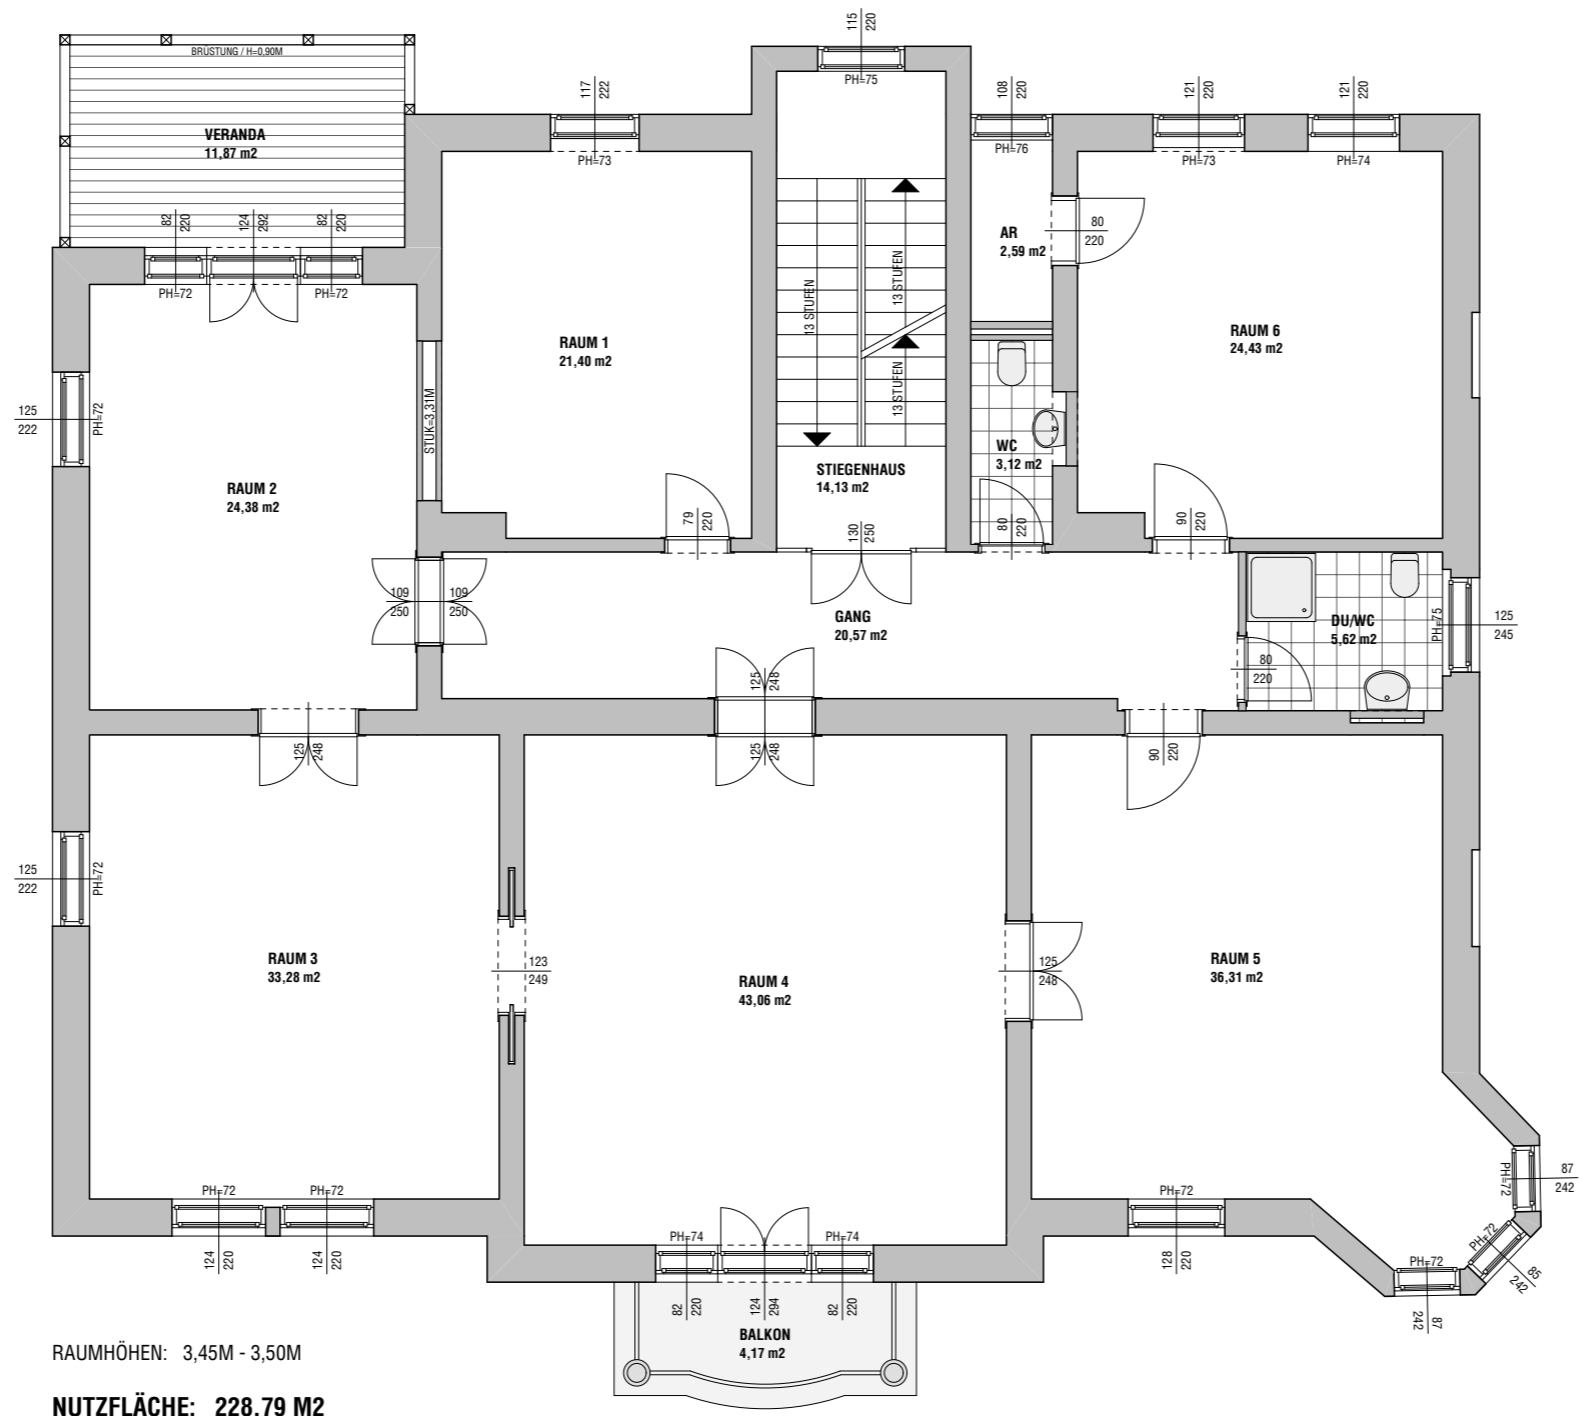 115
220
BRÜSTUNG / H=0,90M
PH=75
117
222
108
220
121
220
121
220
VERANDA
11,87 m2
PH=73
PH=76
PH=73
PH=74
82
220
124
292
82
220
PH=72
PH=72
AR
2,59 m2
80
220
13 STUFEN
13 STUFEN
13 STUFEN
RAUM 1
21,40 m2
RAUM 6
24,43 m2
125
222
PH=72
STUK=3,31M
WC
3,12 m2
STIEGENHAUS
14,13 m2
RAUM 2
24,38 m2
79
220
130
250
80
220
90
220
109
250
109
250
GANG
20,57 m2
DU/WC
5,62 m2
PH=75
125
245
80
220
125
248
125
248
125
248
90
220
125
222
PH=72
RAUM 3
33,28 m2
123
249
RAUM 4
43,06 m2
125
248
RAUM 5
36,31 m2
PH=72
87
242
PH=72
PH=72
PH=72
PH=72
PH=72
85
242
87
242
124
220
124
220
PH=74
PH=74
128
220
82
220
124
294
82
220
BALKON
4,17 m2
RAUMHÖHEN: 3,45M - 3,50M
NUTZFLÄCHE: 228,79 M2